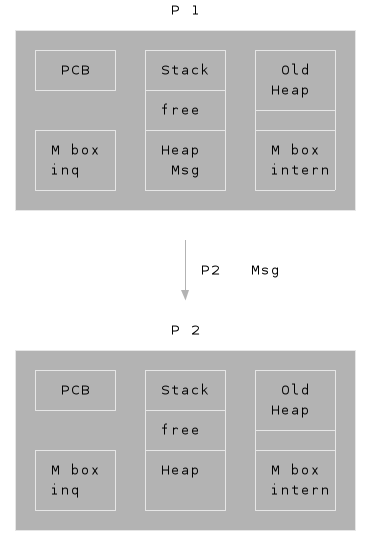 P 1
PCB
Stack
Old
Heap
free
M box
inq
Heap
Msg
M box
intern
P2 Msg
P 2
PCB
Stack
Old
Heap
free
M box
inq
Heap
M box
intern